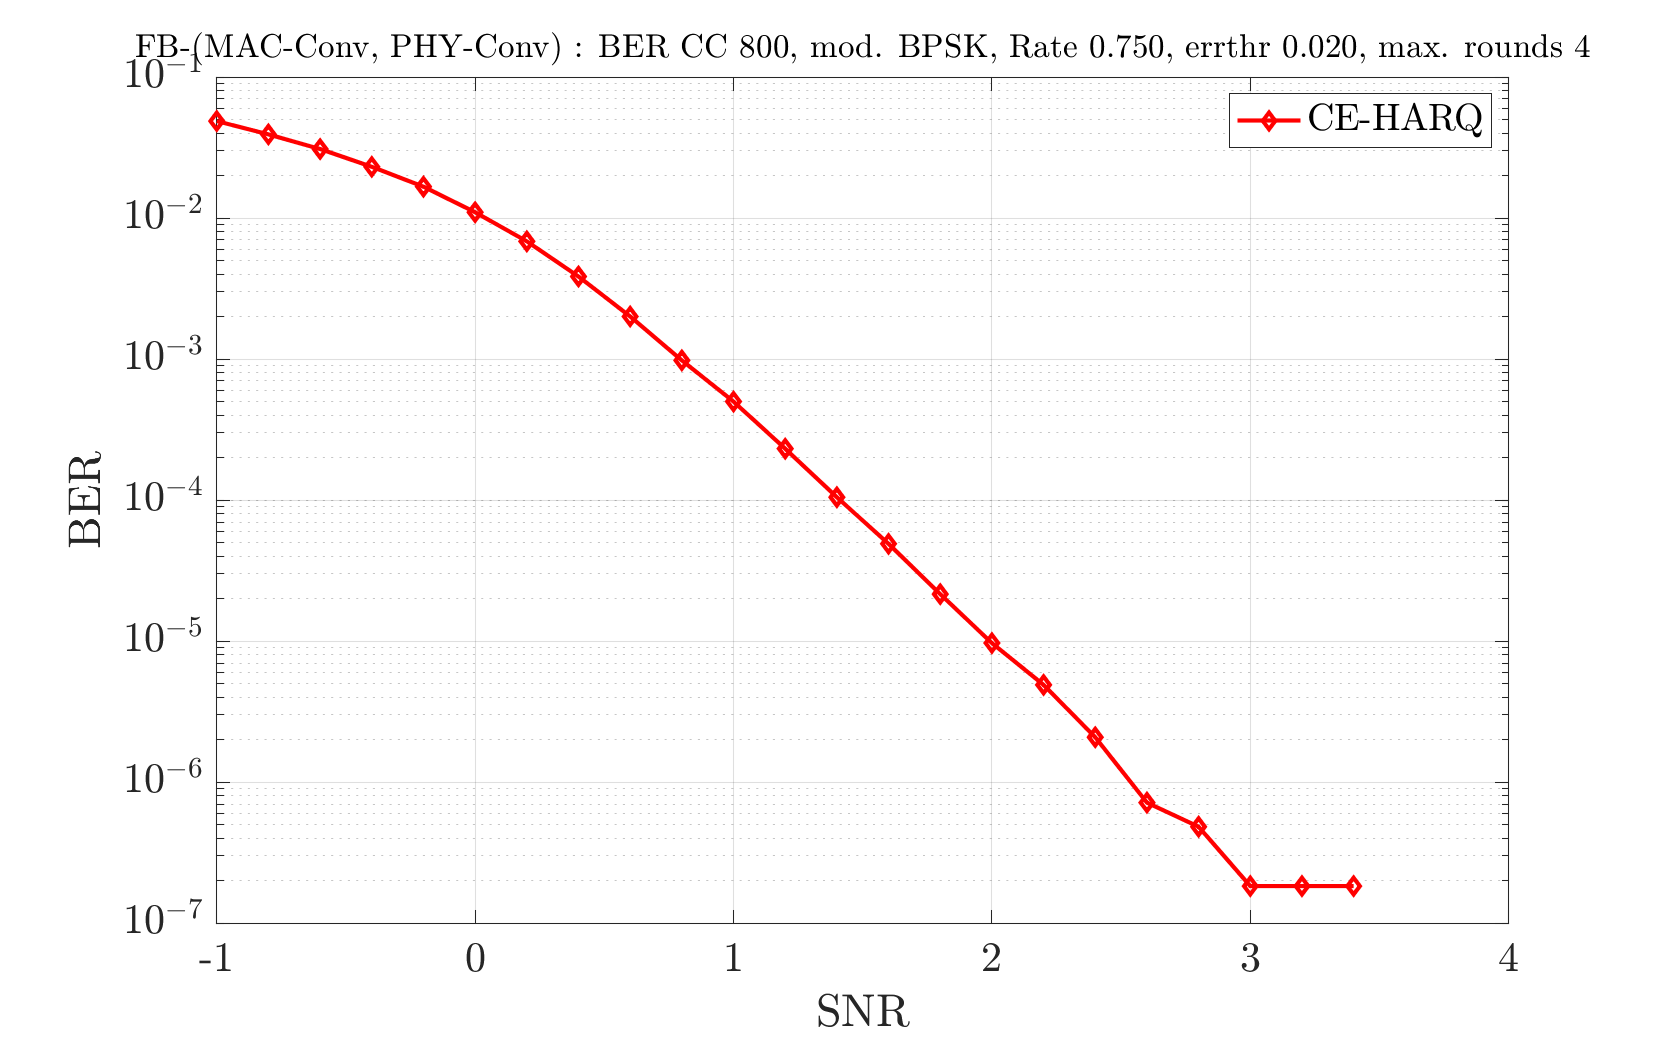 FB-(MAC-Conv, PHY-Conv) : BER CC 800, mod. BPSK, Rate 0.750, errthr 0.020, max. rounds 4
CE-HARQ
10⁻¹
10⁻²
10⁻³
10⁻⁴
10⁻⁵
10⁻⁶
10⁻⁷
BER
-1 0 1 2 3 4
SNR